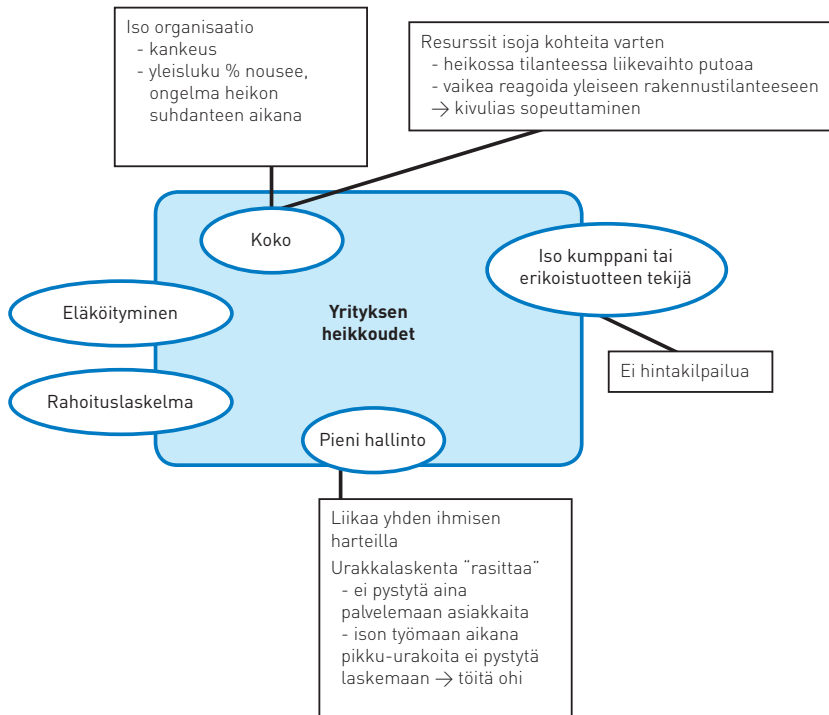 Iso organisaatio
- kankeus
- yleisluku % nousee,
ongelma heikon
suhdanteen aikana
Resurssit isoja kohteita varten
- heikossa tilanteessa liikevaihto putoaa
- vaikea reagoida yleiseen rakennustilanteeseen
→ kivulias sopeuttaminen
Koko
Iso kumppani tai
erikoistuotteen tekijä
Eläköityminen
Yrityksen
heikkoudet
Ei hintakilpailua
Rahoituslaskelma
Pieni hallinto
Liikaa yhden ihmisen
harteilla
Urakkalaskenta ”rasittaa”
- ei pystytä aina
palvelemaan asiakkaita
- ison työmaan aikana
pikku-urakoita ei pystytä
laskemaan → töitä ohi